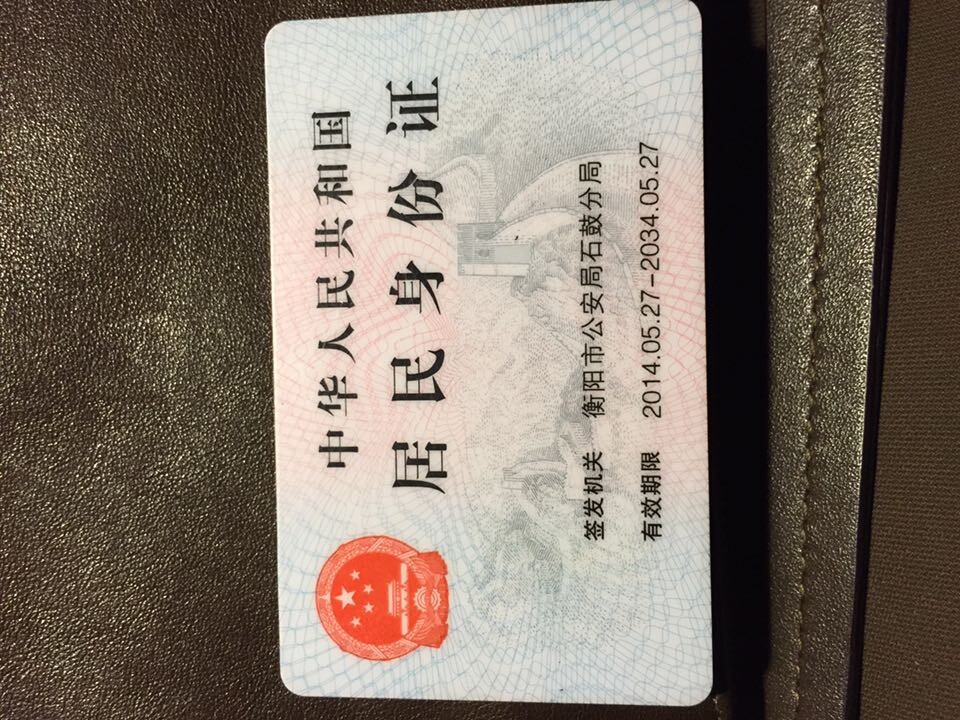 中华人民共和国
居民身份证
签发机关 衡阳市公安局石鼓分局
有效期限 2014.05.27-2034.05.27